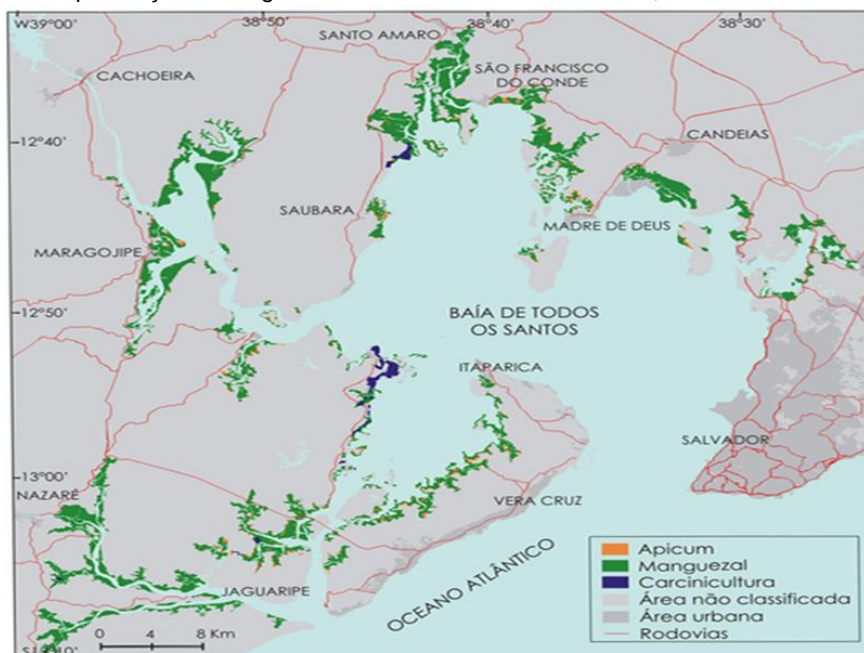 W39°00'
38°50'
38°40'
38°30'
SANTO AMARO
CACHOEIRA
SÃO FRANCISCO
DO CONDE
12°40'
CANDEIAS
SAUBARA
MADRE DE DEUS
MARAGOJIPE
12°50'
BAÍA DE TODOS
OS SANTOS
ITAPARICA
SALVADOR
13°00'
NAZARÉ
VERA CRUZ
OCEANO ATLÂNTICO
JAGUARIPE
0 4 8 Km
Apicum
Manguezal
Carcinicultura
Área não classificada
Área urbana
Rodovias